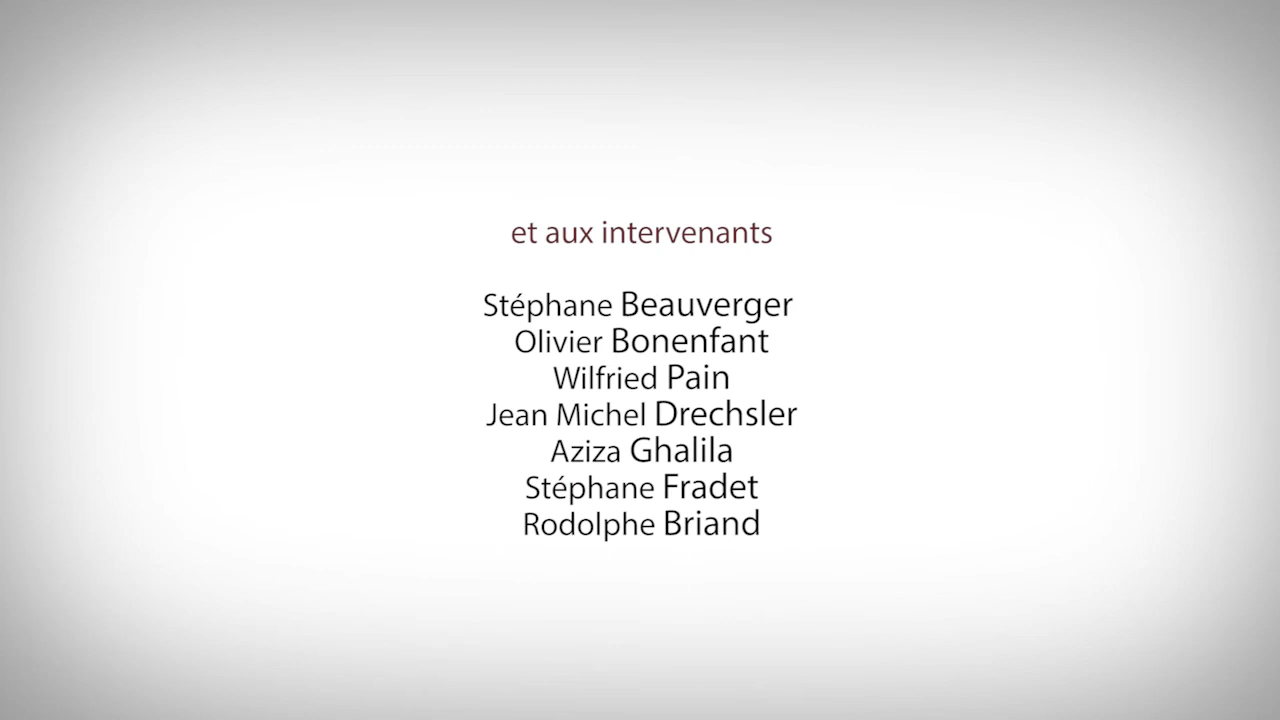 et aux intervenants
Stéphane Beauverger
Olivier Bonenfant
Wilfried Pain
Jean Michel Drechsler
Aziza Ghalila
Stéphane Fradet
Rodolphe Briand